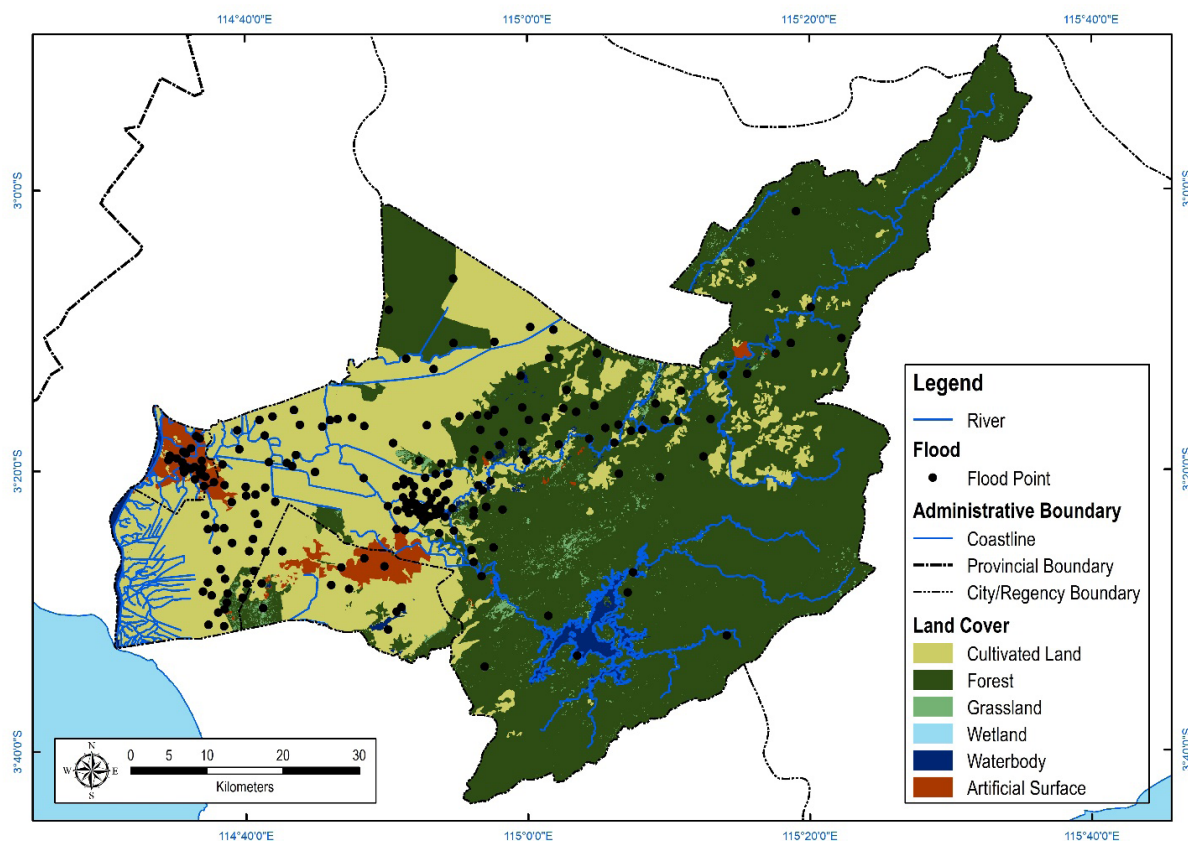 114°40'0"E
115°0'0"E
115°20'0"E
115°40'0"E
3°0'0"S
3°0'0"S
3°20'0"S
3°20'0"S
3°40'0"S
3°40'0"S
Legend
River
Flood
Flood Point
Administrative Boundary
Coastline
Provincial Boundary
City/Regency Boundary
Land Cover
Cultivated Land
Forest
Grassland
Wetland
Waterbody
Artificial Surface
N
W E
S
0 5 10 20 30
Kilometers
114°40'0"E
115°0'0"E
115°20'0"E
115°40'0"E